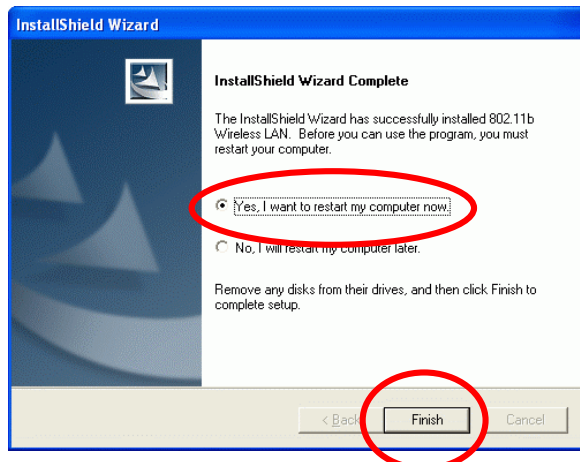 InstallShield Wizard
InstallShield Wizard Complete
The InstallShield Wizard has successfully installed 802.11b
Wireless LAN. Before you can use the program, you must
restart your computer.
Yes, I want to restart my computer now.
No, I will restart my computer later.
Remove any disks from their drives, and then click Finish to
complete setup.
< Back
Finish
Cancel